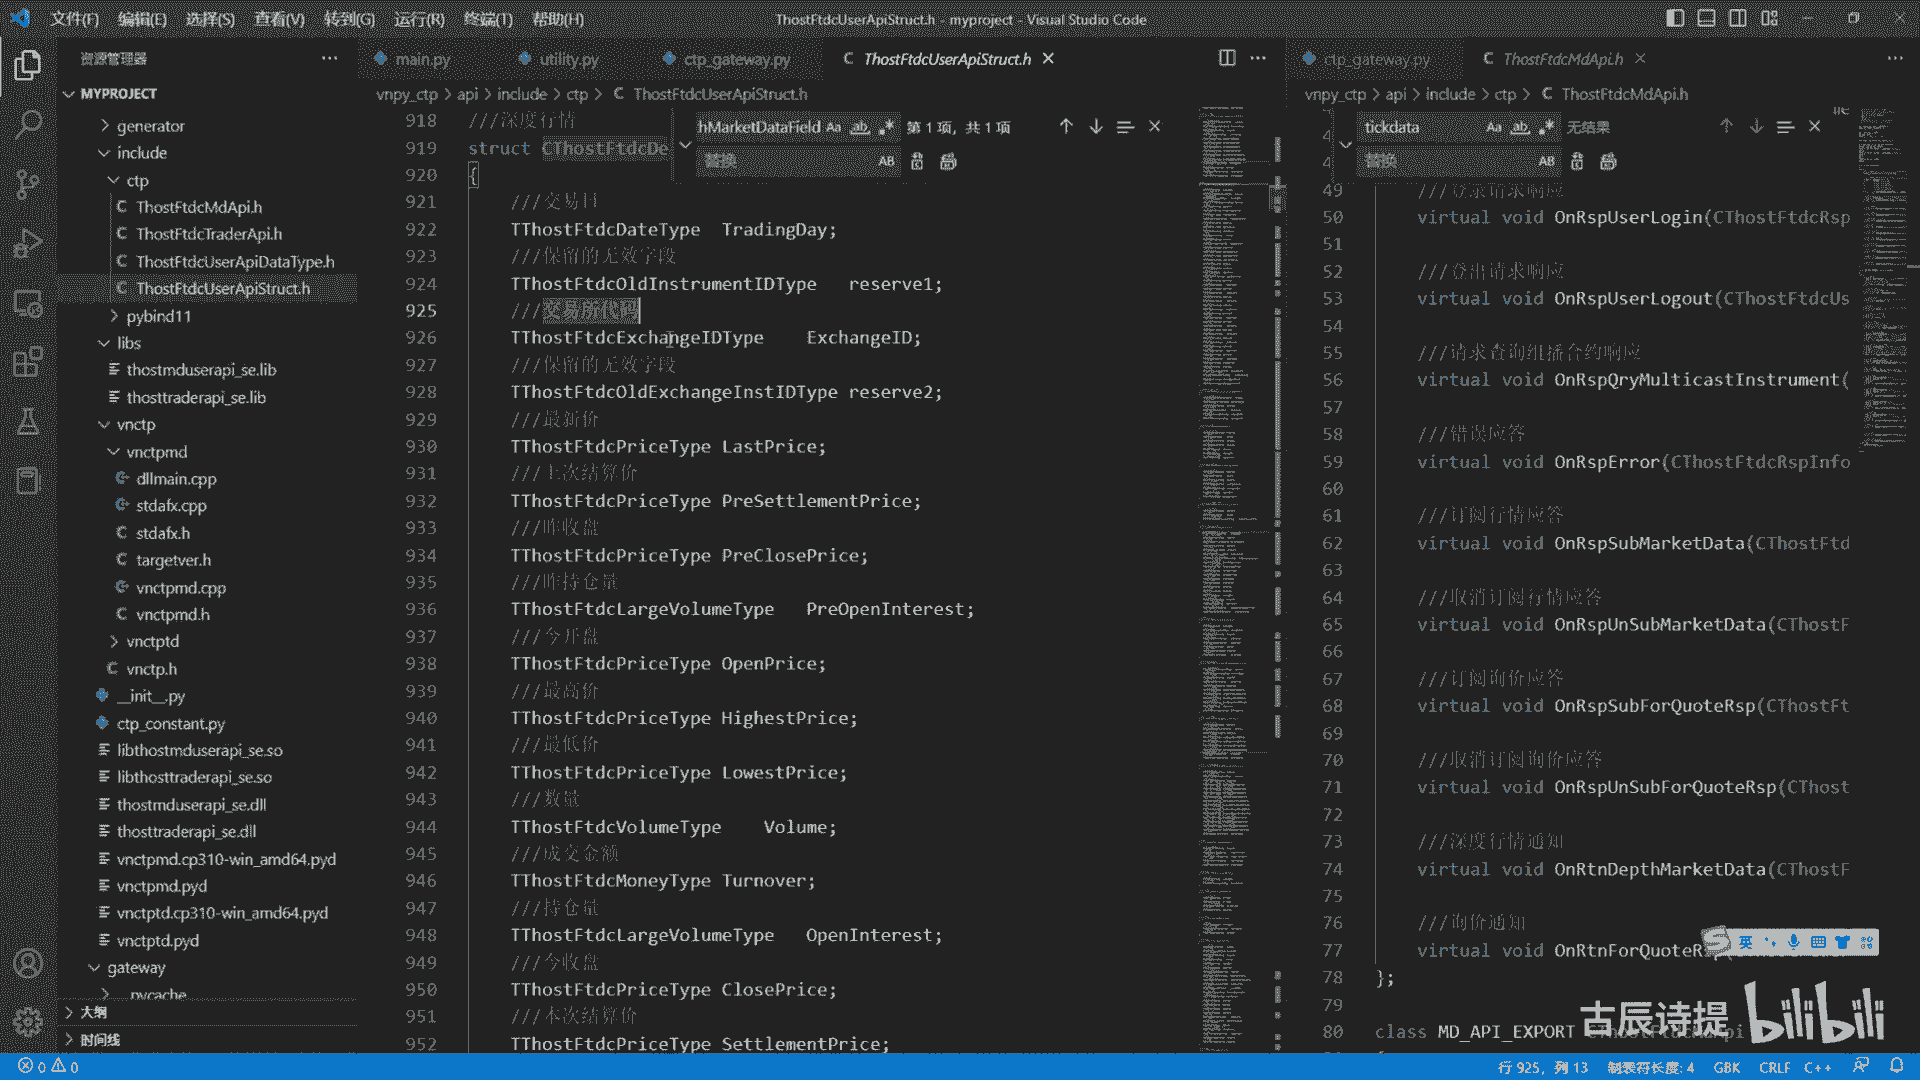 文件(F) 编辑(E) 选择(S) 查看(V) 转到(G) 运行(R) 终端(T) 帮助(H)
ThostFtdcUserApiStruct.h - myproject - Visual Studio Code
资源管理器
MYPROJECT
generator
include
ctp
ThostFtdcMdApi.h
ThostFtdcTraderApi.h
ThostFtdcUserApiDataType.h
ThostFtdcUserApiStruct.h
pybind11
libs
thostmduserapi_se.lib
thosttraderapi_se.lib
vnctp
vnctpmd
dllmain.cpp
stdafx.cpp
stdafx.h
targetver.h
vnctpmd.cpp
vnctpmd.h
vnctptd
vnctp.h
__init__.py
ctp_constant.py
libthostmduserapi_se.so
libthosttraderapi_se.so
thostmduserapi_se.dll
thosttraderapi_se.dll
vnctpmd.cp310-win_amd64.pyd
vnctpmd.pyd
vnctptd.cp310-win_amd64.pyd
vnctptd.pyd
gateway
pycache
大纲
时间线
main.py utility.py ctp_gateway.py ThostFtdcUserApiStruct.h
vnpy_ctp > api > include > ctp > C ThostFtdcUserApiStruct.h
hMarketDataField Aa ab 第 1 项，共 1 项
替换 AB
918 ///深度行情
919 struct CThostFtdcDe
920 {
921 ///交易日
922 TThostFtdcDateType TradingDay;
923 ///保留的无效字段
924 TThostFtdcOldInstrumentIDType reserve1;
925 ///交易所代码
926 TThostFtdcExchangeIDType ExchangeID;
927 ///保留的无效字段
928 TThostFtdcOldExchangeInstIDType reserve2;
929 ///最新价
930 TThostFtdcPriceType LastPrice;
931 ///上次结算价
932 TThostFtdcPriceType PreSettlementPrice;
933 ///昨收盘
934 TThostFtdcPriceType PreClosePrice;
935 ///昨持仓量
936 TThostFtdcLargeVolumeType PreOpenInterest;
937 ///今开盘
938 TThostFtdcPriceType OpenPrice;
939 ///最高价
940 TThostFtdcPriceType HighestPrice;
941 ///最低价
942 TThostFtdcPriceType LowestPrice;
943 ///数量
944 TThostFtdcVolumeType Volume;
945 ///成交金额
946 TThostFtdcMoneyType Turnover;
947 ///持仓量
948 TThostFtdcLargeVolumeType OpenInterest;
949 ///今收盘
950 TThostFtdcPriceType ClosePrice;
951 ///本次结算价
952 TThostFtdcPriceType SettlementPrice;
ctp_gateway.py C ThostFtdcMdApi.h
vnpy_ctp > api > include > ctp > C ThostFtdcMdApi.h
tickdata Aa ab 无结果
替换 AB
49 ///登录请求响应
50 virtual void OnRspUserLogin(CThostFtdcRsp
51
52 ///登出请求响应
53 virtual void OnRspUserLogout(CThostFtdcUs
54
55 ///请求查询组播合约响应
56 virtual void OnRspQryMulticastInstrument(
57
58 ///错误应答
59 virtual void OnRspError(CThostFtdcRspInfo
60
61 ///订阅行情应答
62 virtual void OnRspSubMarketData(CThostFtd
63
64 ///取消订阅行情应答
65 virtual void OnRspUnSubMarketData(CThostF
66
67 ///订阅询价应答
68 virtual void OnRspSubForQuoteRsp(CThostFt
69
70 ///取消订阅询价应答
71 virtual void OnRspUnSubForQuoteRsp(CThost
72
73 ///深度行情通知
74 virtual void OnRtnDepthMarketData(CThostF
75
76 ///询价通知
77 virtual void OnRtnForQuoteRsp(
78 };
79
80 class MD_API_EXPORT CThostFtdcMdApi
英
古辰诗提 bilibili
0 0
行 925，列 13 制表符长度: 4 GBK CRLF C++